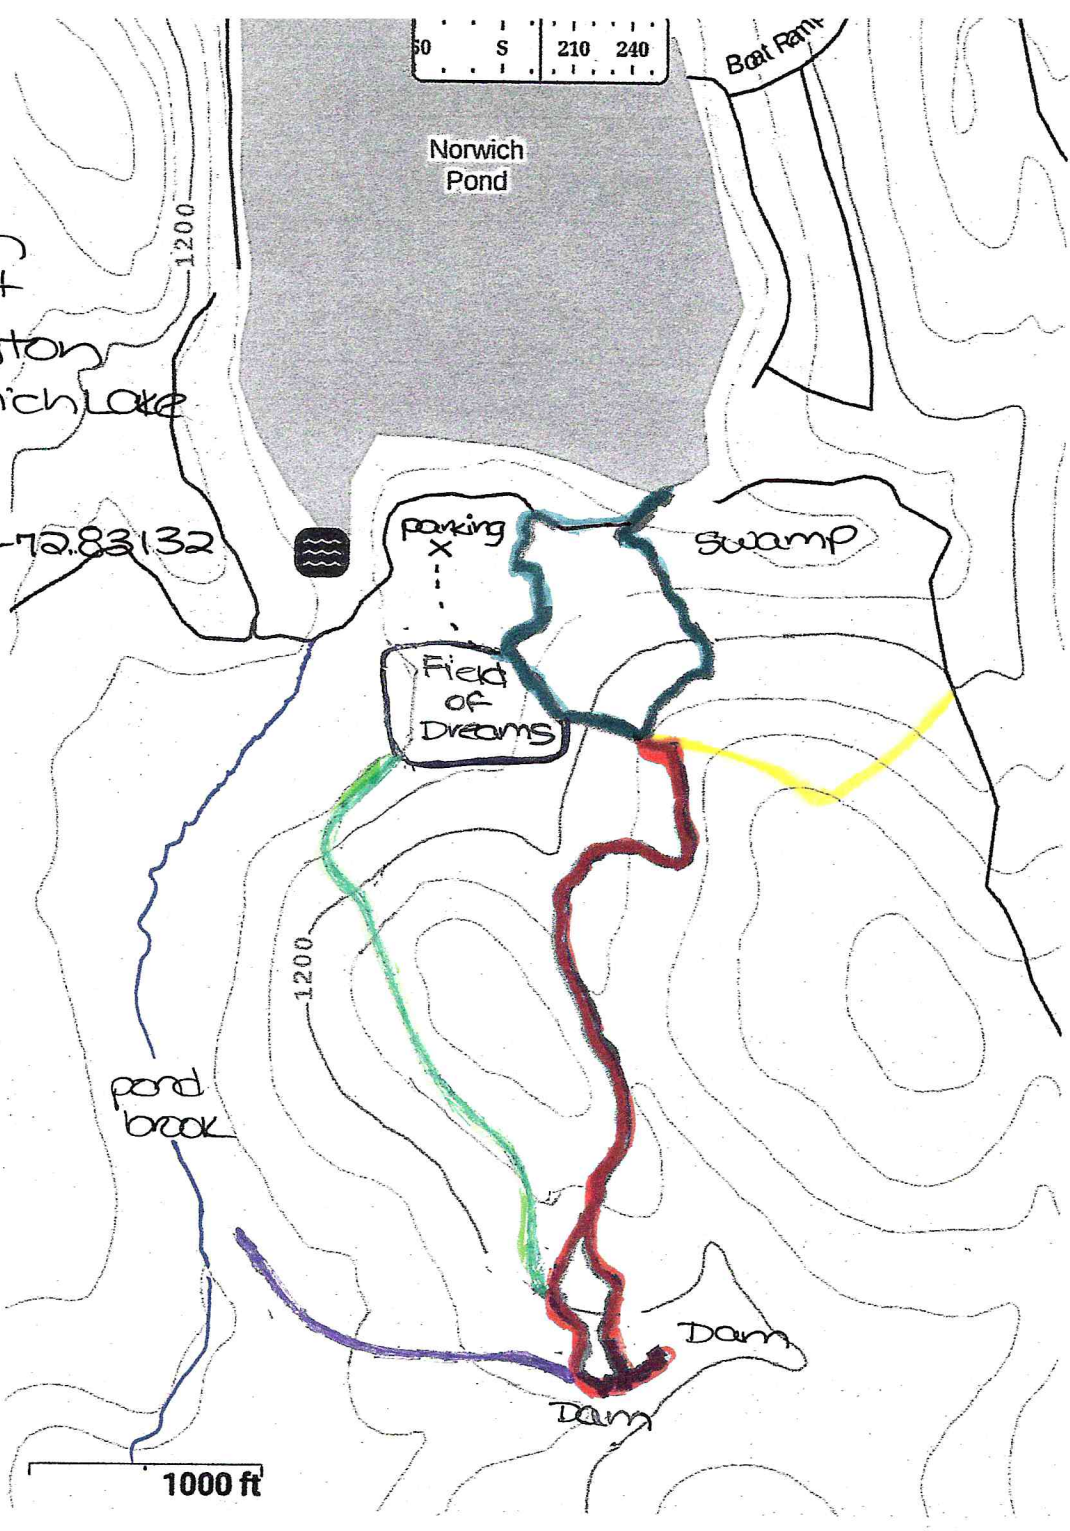 S 210 240
Boat Ramp
Norwich
Pond
1200
Lake
-72.83132
parking
X
swamp
Field
of
Dreams
1200
pond
brook
Dam
Dam
1000 ft